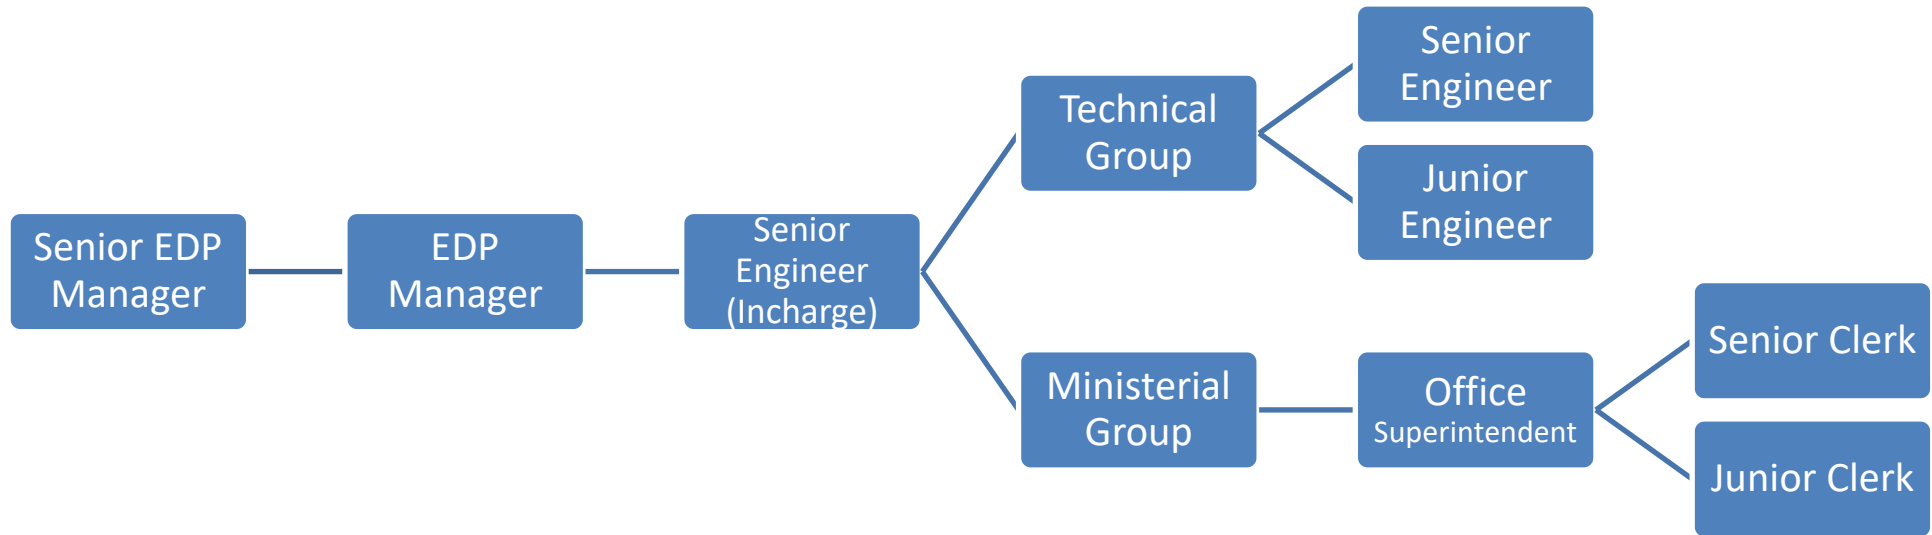 Senior EDP
Manager
EDP
Manager
Senior
Engineer
(Incharge)
Technical
Group
Senior
Engineer
Junior
Engineer
Ministerial
Group
Office
Superintendent
Senior Clerk
Junior Clerk